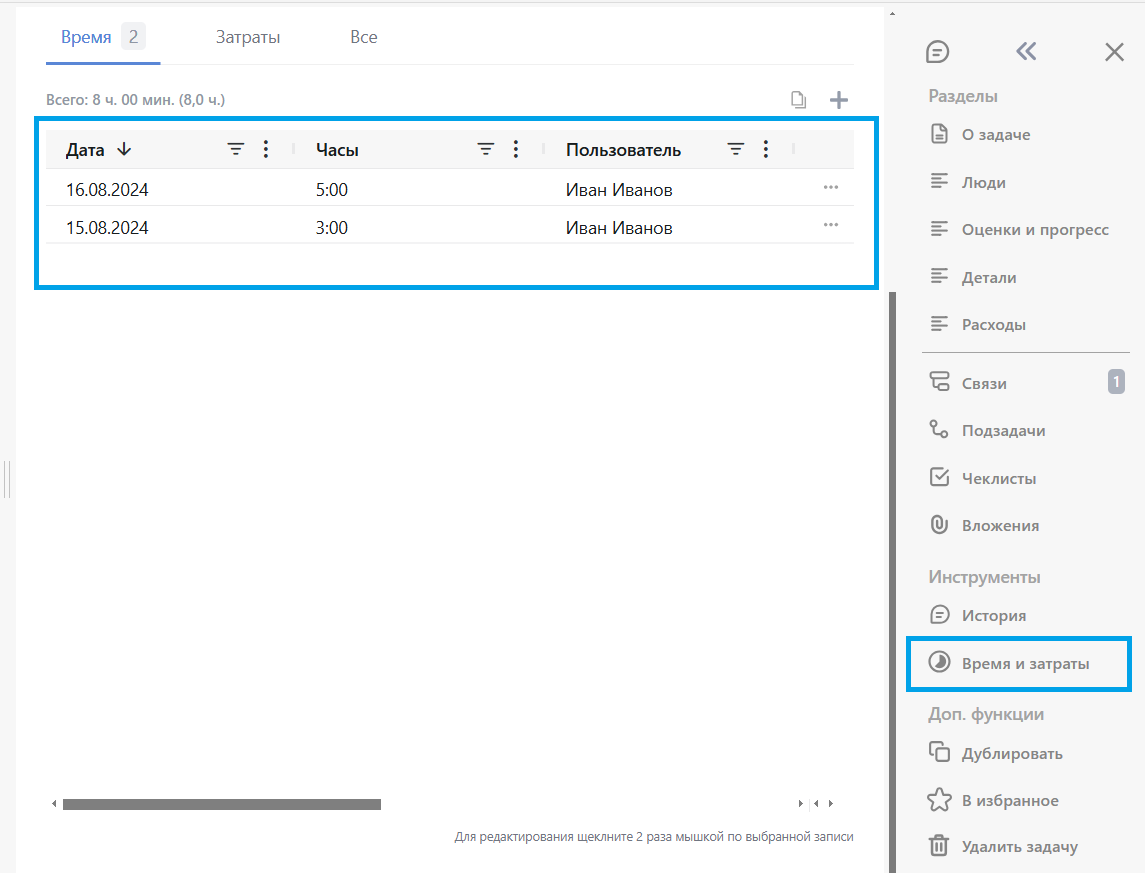 Время 2 Затраты Все
Всего: 8 ч. 00 мин. (8,0 ч.)
Дата Часы Пользователь
16.08.2024 5:00 Иван Иванов
15.08.2024 3:00 Иван Иванов
Для редактирования щеклните 2 раза мышкой по выбранной записи
Разделы
О задаче
Люди
Оценки и прогресс
Детали
Расходы
Связи 1
Подзадачи
Чеклисты
Вложения
Инструменты
История
Время и затраты
Доп. функции
Дублировать
В избранное
Удалить задачу